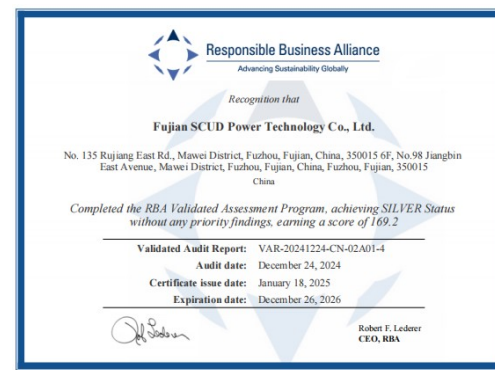 Responsible Business Alliance
Advancing Sustainability Globally
Recognition that
Fujian SCUD Power Technology Co., Ltd.
No. 135 Rujiang East Rd., Mawei District, Fuzhou, Fujian, China, 350015 6F, No.98 Jiangbin
East Avenue, Mawei District, Fuzhou, Fujian, China, Fuzhou, Fujian, 350015
China
Completed the RBA Validated Assessment Program, achieving SILVER Status
without any priority findings, earning a score of 169.2
Validated Audit Report: VAR-20241224-CN-02A01-4
Audit date: December 24, 2024
Certificate issue date: January 18, 2025
Expiration date: December 26, 2026
Robert F. Lederer
CEO, RBA